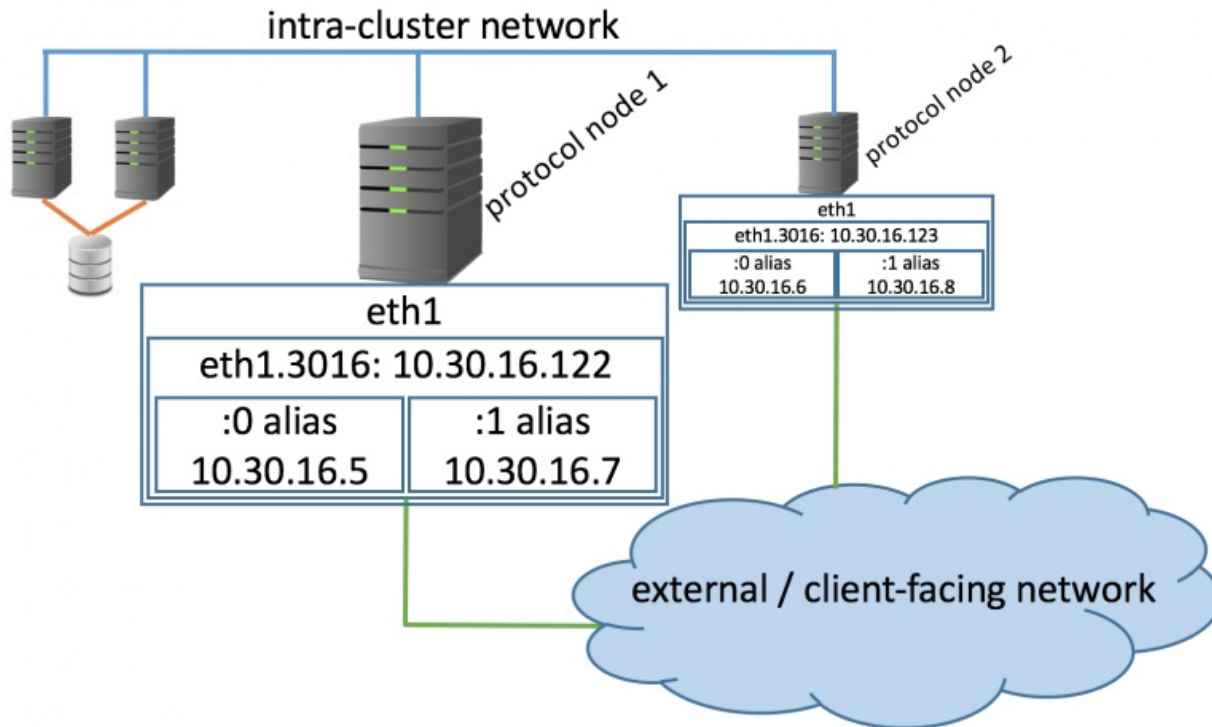 intra-cluster network
protocol node 1
protocol node 2
eth1
eth1.3016: 10.30.16.123
:0 alias
10.30.16.6
:1 alias
10.30.16.8
eth1
eth1.3016: 10.30.16.122
:0 alias
10.30.16.5
:1 alias
10.30.16.7
external / client-facing network